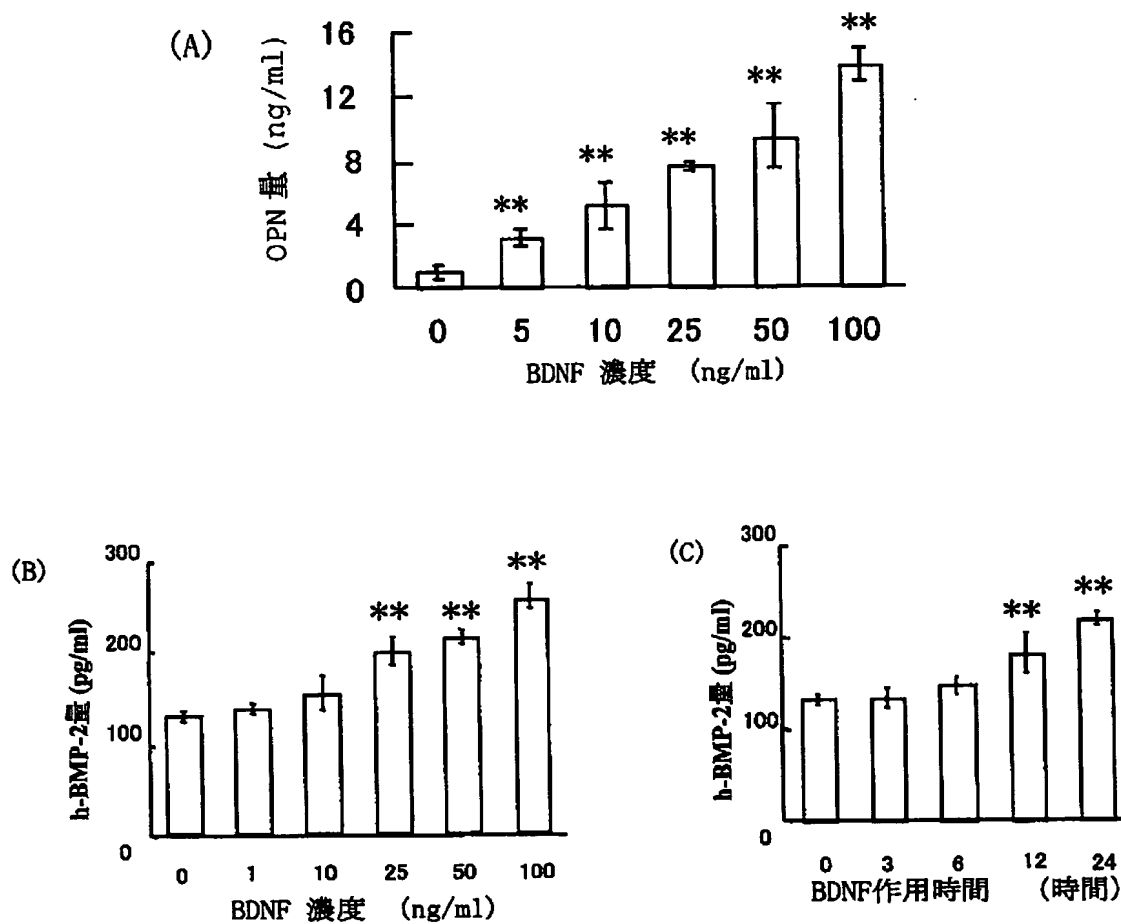 (A)
OPN 量 (ng/ml)
16
12
8
4
0
** ** ** ** **
0 5 10 25 50 100
BDNF 濃度 (ng/ml)
(B)
h-BMP-2量 (pg/ml)
300
200
100
0
** ** **
0 1 10 25 50 100
BDNF 濃度 (ng/ml)
(C)
h-BMP-2量 (pg/ml)
300
200
100
0
** **
0 3 6 12 24
BDNF作用時間 (時間)